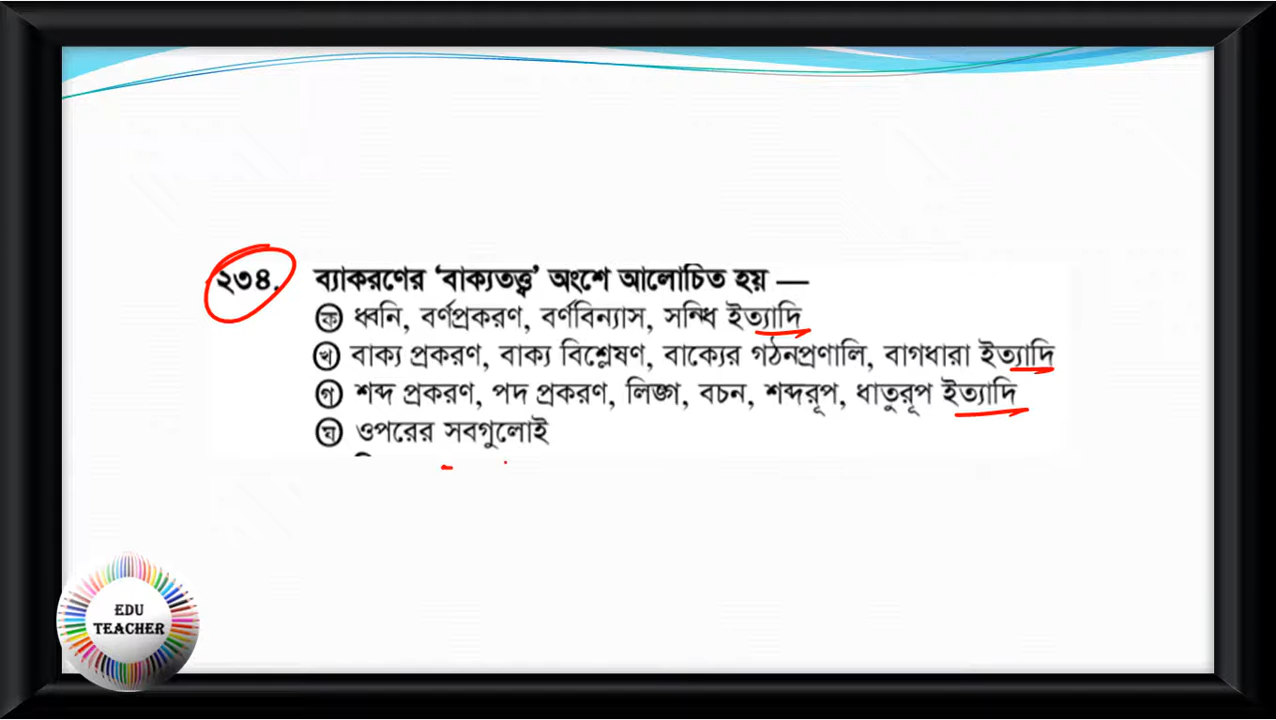 ২৩৪. ব্যাকরণের ‘বাক্যতত্ত্ব’ অংশে আলোচিত হয় —
ক ধ্বনি, বর্ণপ্রকরণ, বর্ণবিন্যাস, সন্ধি ইত্যাদি
খ বাক্য প্রকরণ, বাক্য বিশ্লেষণ, বাক্যের গঠনপ্রণালি, বাগধারা ইত্যাদি
গ শব্দ প্রকরণ, পদ প্রকরণ, লিঙ্গ, বচন, শব্দরূপ, ধাতুরূপ ইত্যাদি
ঘ ওপরের সবগুলোই
EDU
TEACHER